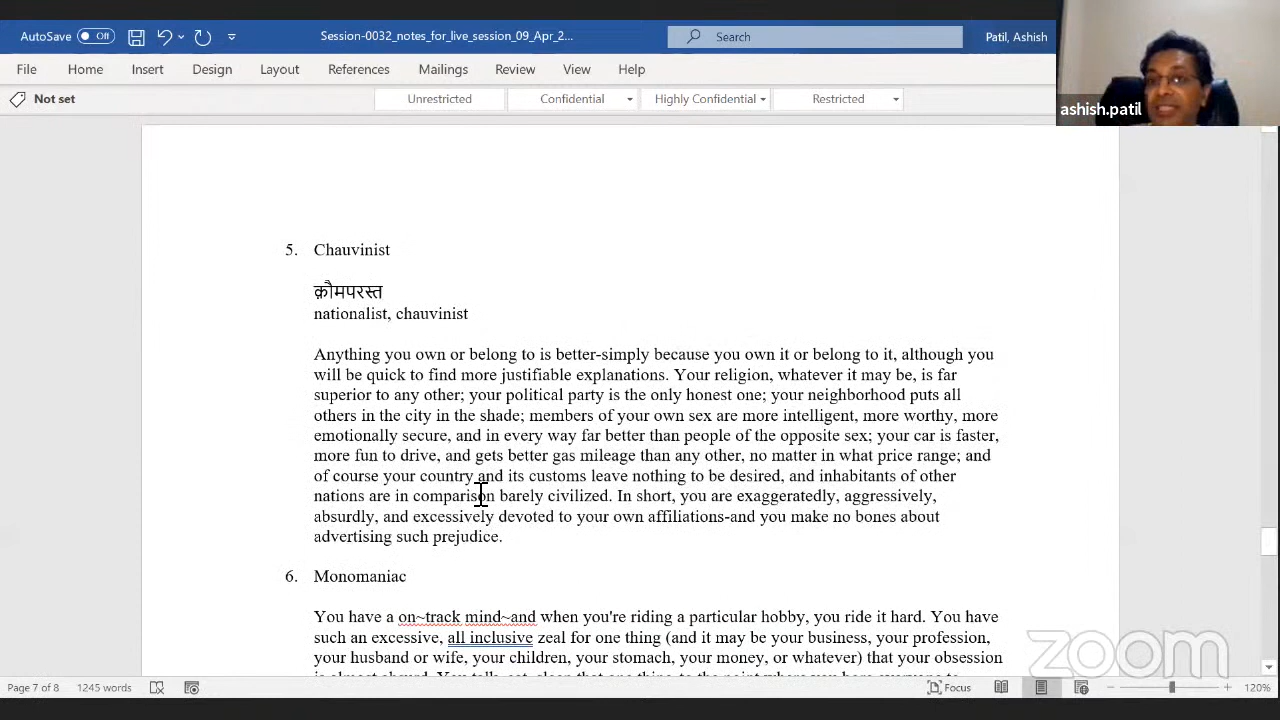 AutoSave Off Session-0032_notes_for_live_session_09_Apr_2... Search Patil, Ashish
File Home Insert Design Layout References Mailings Review View Help
Not set Unrestricted Confidential Highly Confidential Restricted
ashish.patil
5. Chauvinist
क़ौमपरस्त
nationalist, chauvinist
Anything you own or belong to is better-simply because you own it or belong to it, although you
will be quick to find more justifiable explanations. Your religion, whatever it may be, is far
superior to any other; your political party is the only honest one; your neighborhood puts all
others in the city in the shade; members of your own sex are more intelligent, more worthy, more
emotionally secure, and in every way far better than people of the opposite sex; your car is faster,
more fun to drive, and gets better gas mileage than any other, no matter in what price range; and
of course your country and its customs leave nothing to be desired, and inhabitants of other
nations are in comparison barely civilized. In short, you are exaggeratedly, aggressively,
absurdly, and excessively devoted to your own affiliations-and you make no bones about
advertising such prejudice.
6. Monomaniac
You have a on~track mind~and when you're riding a particular hobby, you ride it hard. You have
such an excessive, all inclusive zeal for one thing (and it may be your business, your profession,
your husband or wife, your children, your stomach, your money, or whatever) that your obsession
zoom
Page 7 of 8 1245 words Focus 120%